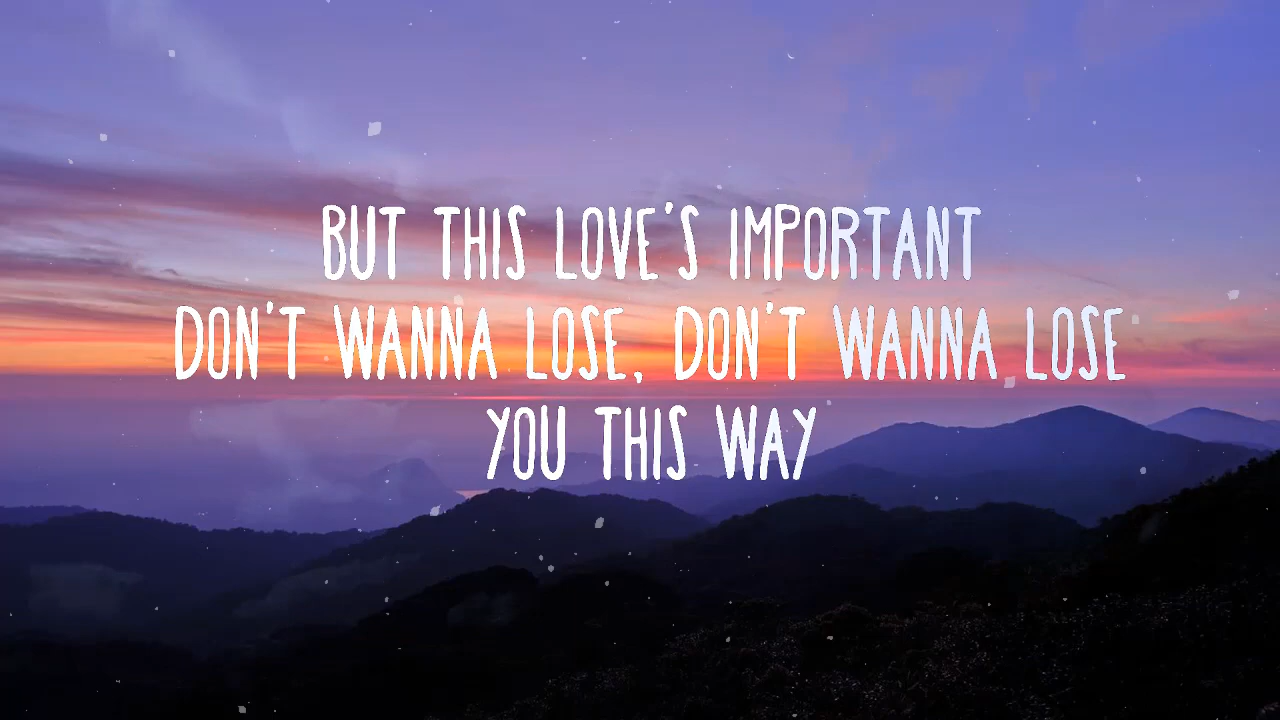 BUT THIS LOVE'S IMPORTANT
DON'T WANNA LOSE, DON'T WANNA LOSE
YOU THIS WAY